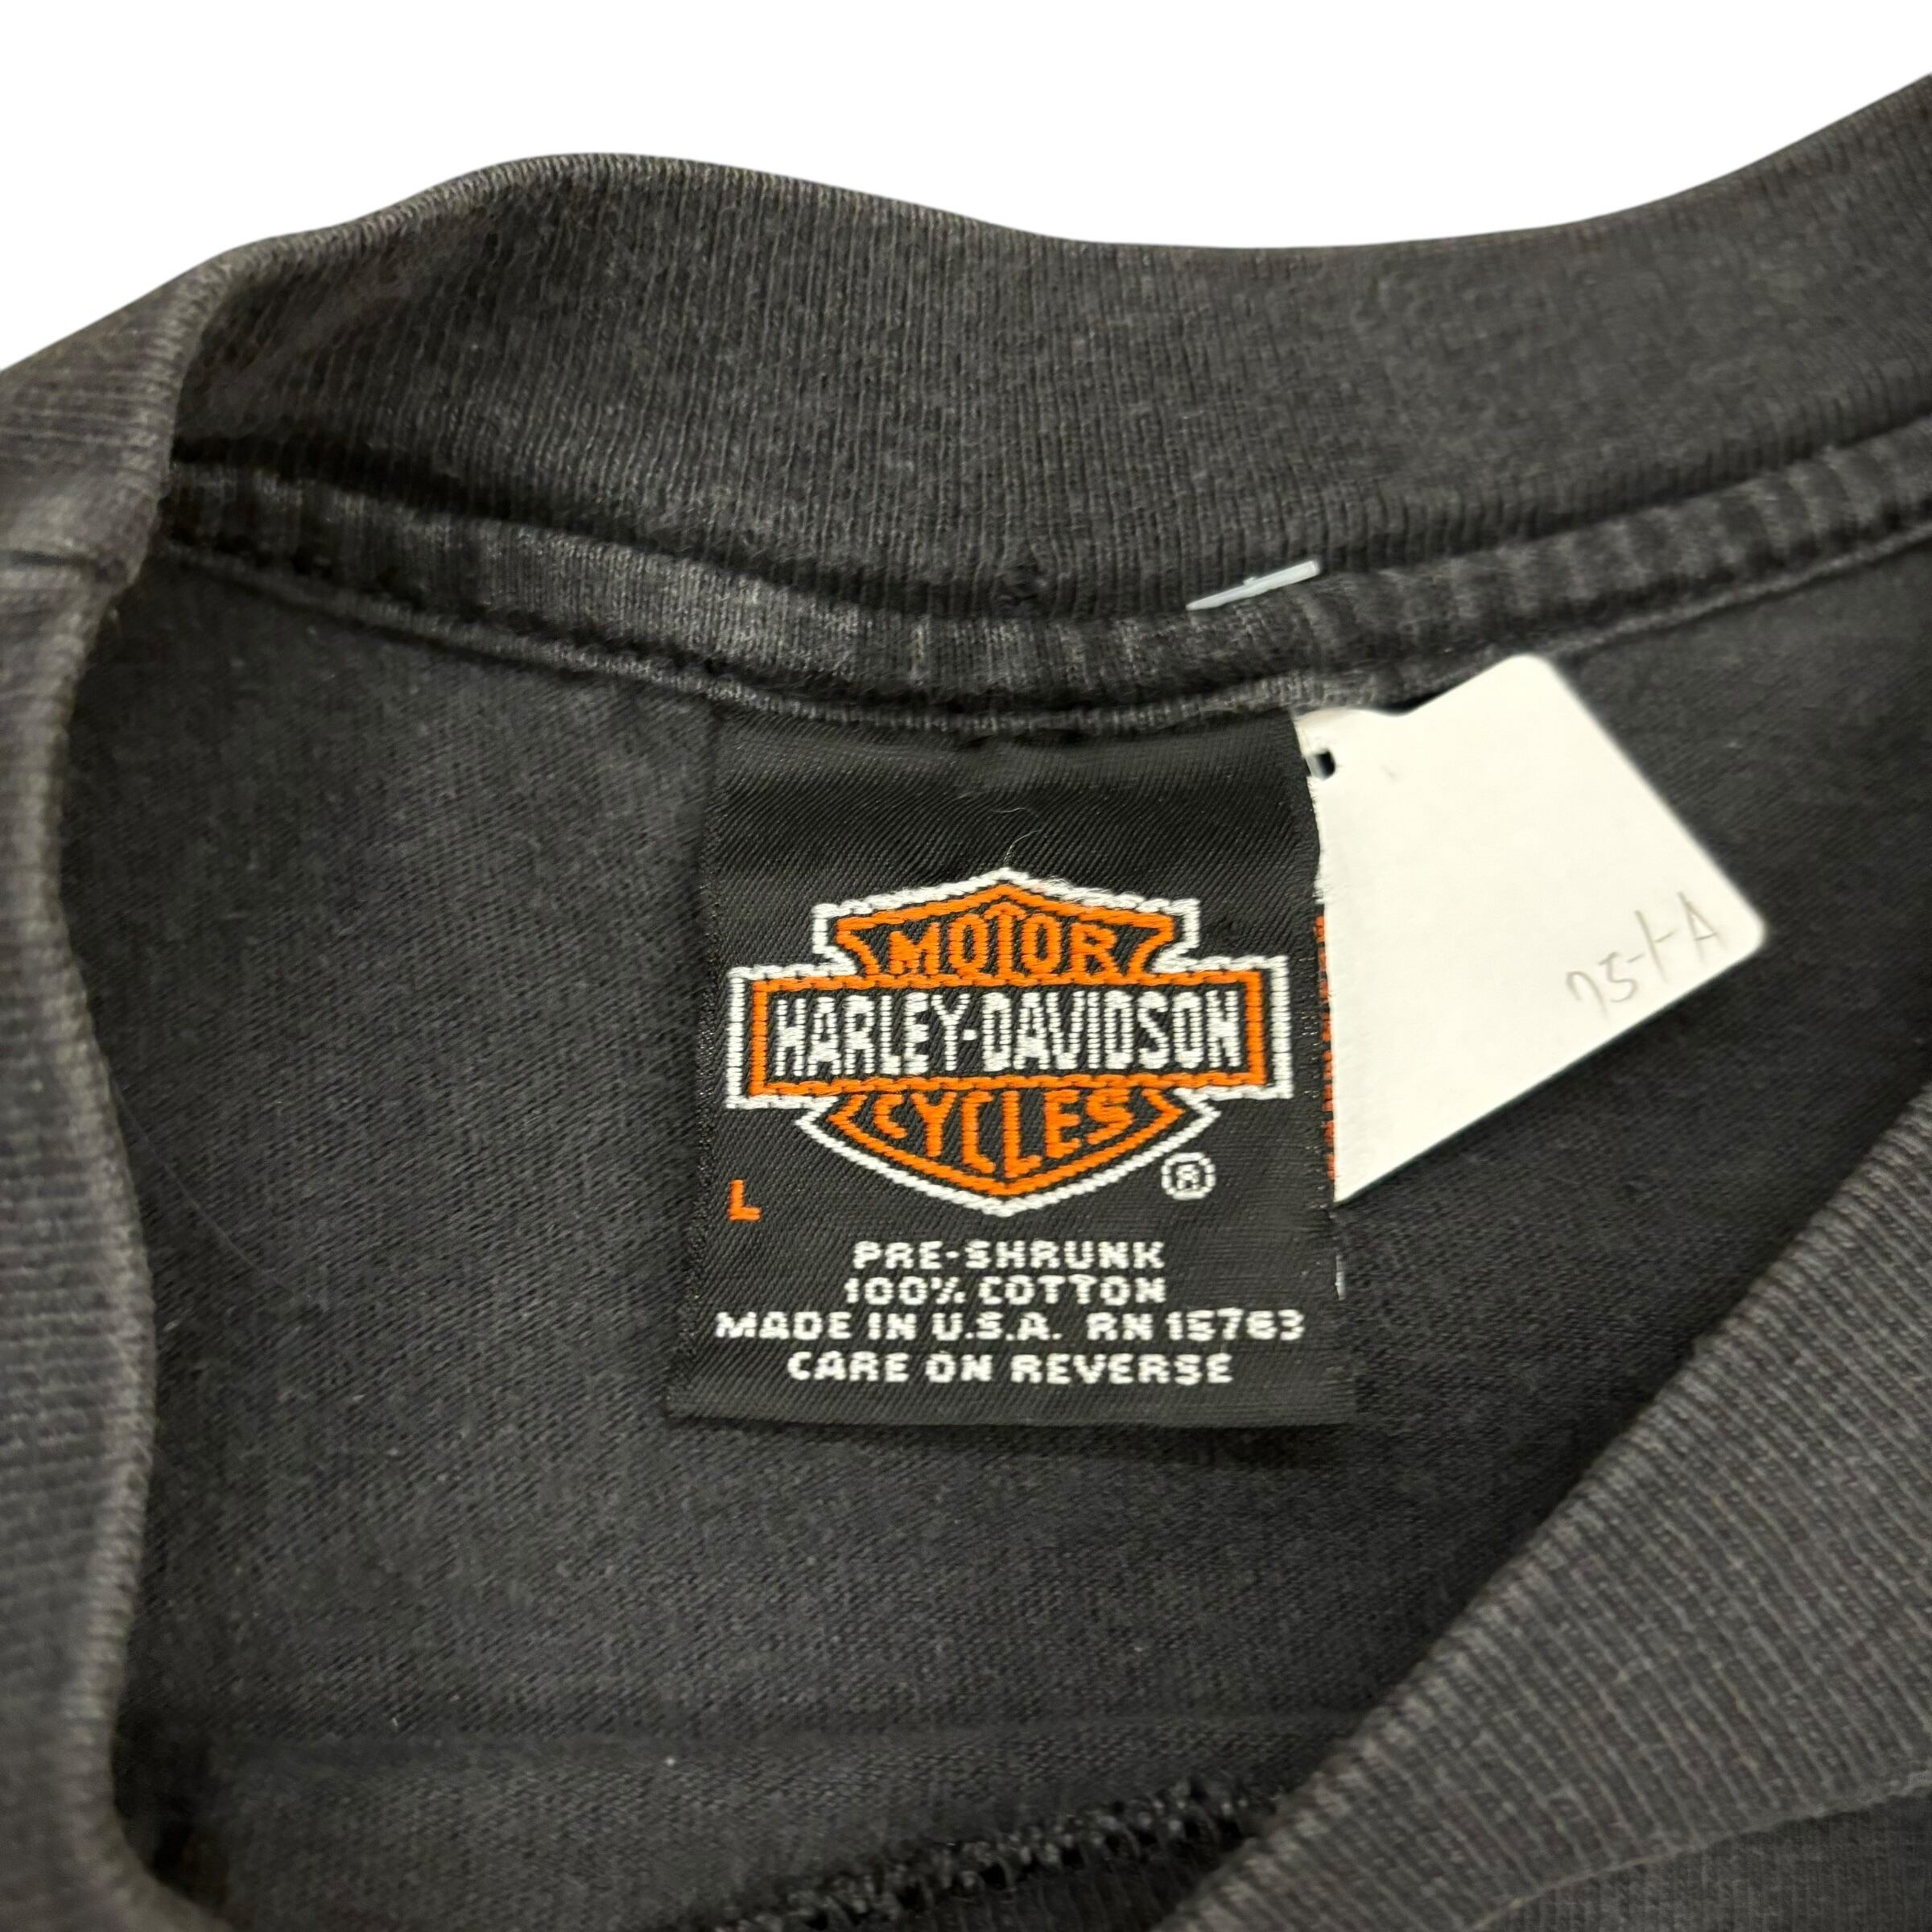 MOTOR
HARLEY-DAVIDSON
CYCLES
®
L
PRE-SHRUNK
100% COTTON
MADE IN U.S.A. RN 15763
CARE ON REVERSE